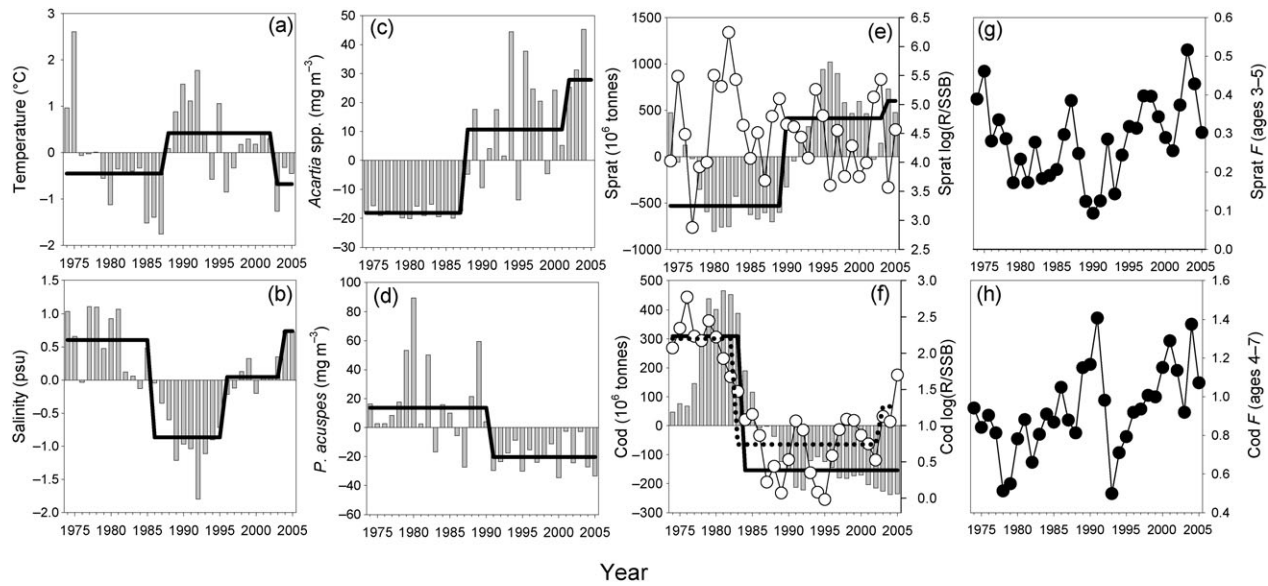 (a)
Temperature (°C)
3
2
1
0
–1
–2
1975 1980 1985 1990 1995 2000 2005
(c)
Acartia spp. (mg m–3)
50
40
30
20
10
0
–10
–20
–30
1975 1980 1985 1990 1995 2000 2005
(e)
Sprat (10^6 tonnes)
1500
1000
500
0
–500
–1000
1975 1980 1985 1990 1995 2000 2005
Sprat log(R/SSB)
6.5
6.0
5.5
5.0
4.5
4.0
3.5
3.0
2.5
(g)
1975 1980 1985 1990 1995 2000 2005
Sprat F (ages 3–5)
0.6
0.5
0.4
0.3
0.2
0.1
0.0
(b)
Salinity (psu)
1.5
1.0
0.5
0.0
–0.5
–1.0
–1.5
–2.0
1975 1980 1985 1990 1995 2000 2005
(d)
P. acuspes (mg m–3)
100
80
60
40
20
0
–20
–40
–60
1975 1980 1985 1990 1995 2000 2005
(f)
Cod (10^6 tonnes)
500
400
300
200
100
0
–100
–200
–300
1975 1980 1985 1990 1995 2000 2005
Cod log(R/SSB)
3.0
2.5
2.0
1.5
1.0
0.5
0.0
(h)
1975 1980 1985 1990 1995 2000 2005
Cod F (ages 4–7)
1.6
1.4
1.2
1.0
0.8
0.6
0.4
Year